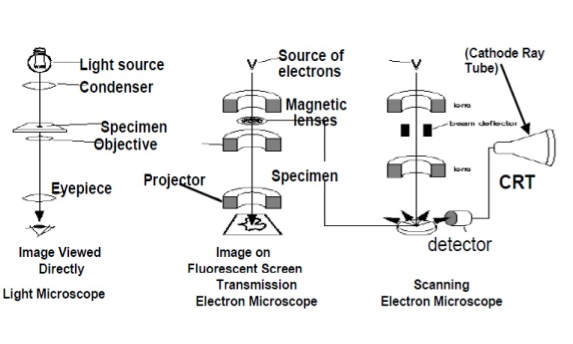 Light source
Condenser
Specimen
Objective
Eyepiece
Image Viewed
Directly
Light Microscope
Source of
electrons
Magnetic
lenses
Specimen
Projector
Image on
Fluorescent Screen
Transmission
Electron Microscope
(Cathode Ray
Tube)
lens
beam deflector
lens
CRT
detector
Scanning
Electron Microscope